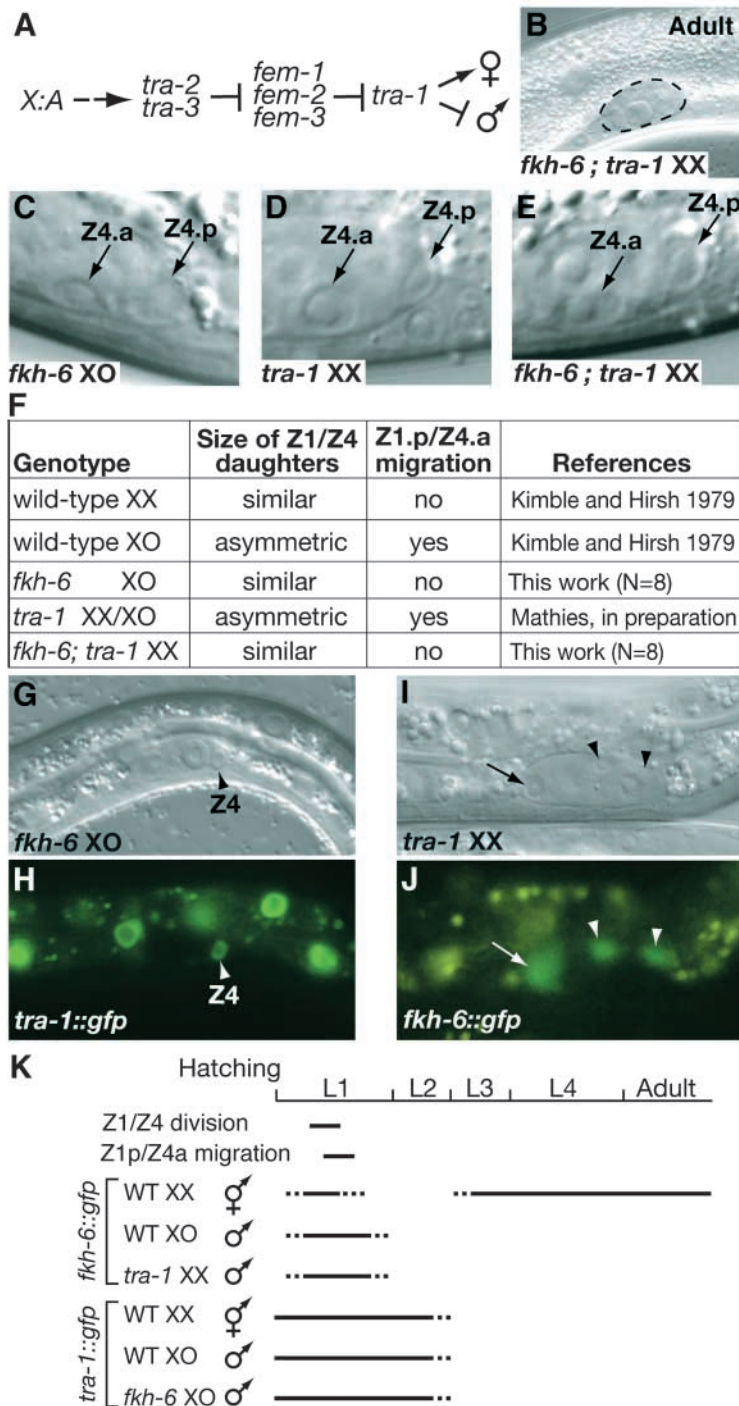 A
X:A
tra-2
tra-3
fem-1
fem-2
fem-3
tra-1
♀
♂
B
Adult
fkh-6 ; tra-1 XX
C
Z4.a
Z4.p
fkh-6 XO
D
Z4.a
Z4.p
tra-1 XX
E
Z4.a
Z4.p
fkh-6 ; tra-1 XX
F
Genotype Size of Z1/Z4 daughters Z1.p/Z4.a migration References
wild-type XX similar no Kimble and Hirsh 1979
wild-type XO asymmetric yes Kimble and Hirsh 1979
fkh-6 XO similar no This work (N=8)
tra-1 XX/XO asymmetric yes Mathies, in preparation
fkh-6; tra-1 XX similar no This work (N=8)
G
Z4
fkh-6 XO
I
tra-1 XX
H
Z4
tra-1::gfp
J
fkh-6::gfp
K
Hatching
L1 L2 L3 L4 Adult
Z1/Z4 division
Z1p/Z4a migration
fkh-6::gfp
WT XX ⚥
WT XO ♂
tra-1 XX ♂
tra-1::gfp
WT XX ⚥
WT XO ♂
fkh-6 XO ♂